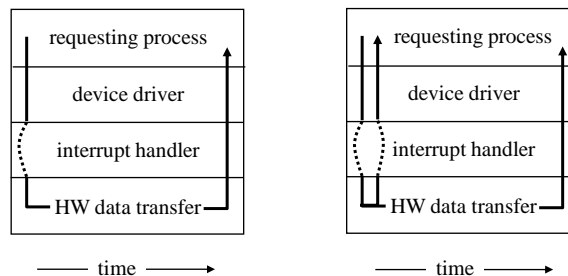 requesting process
device driver
interrupt handler
HW data transfer
time
requesting process
device driver
interrupt handler
HW data transfer
time